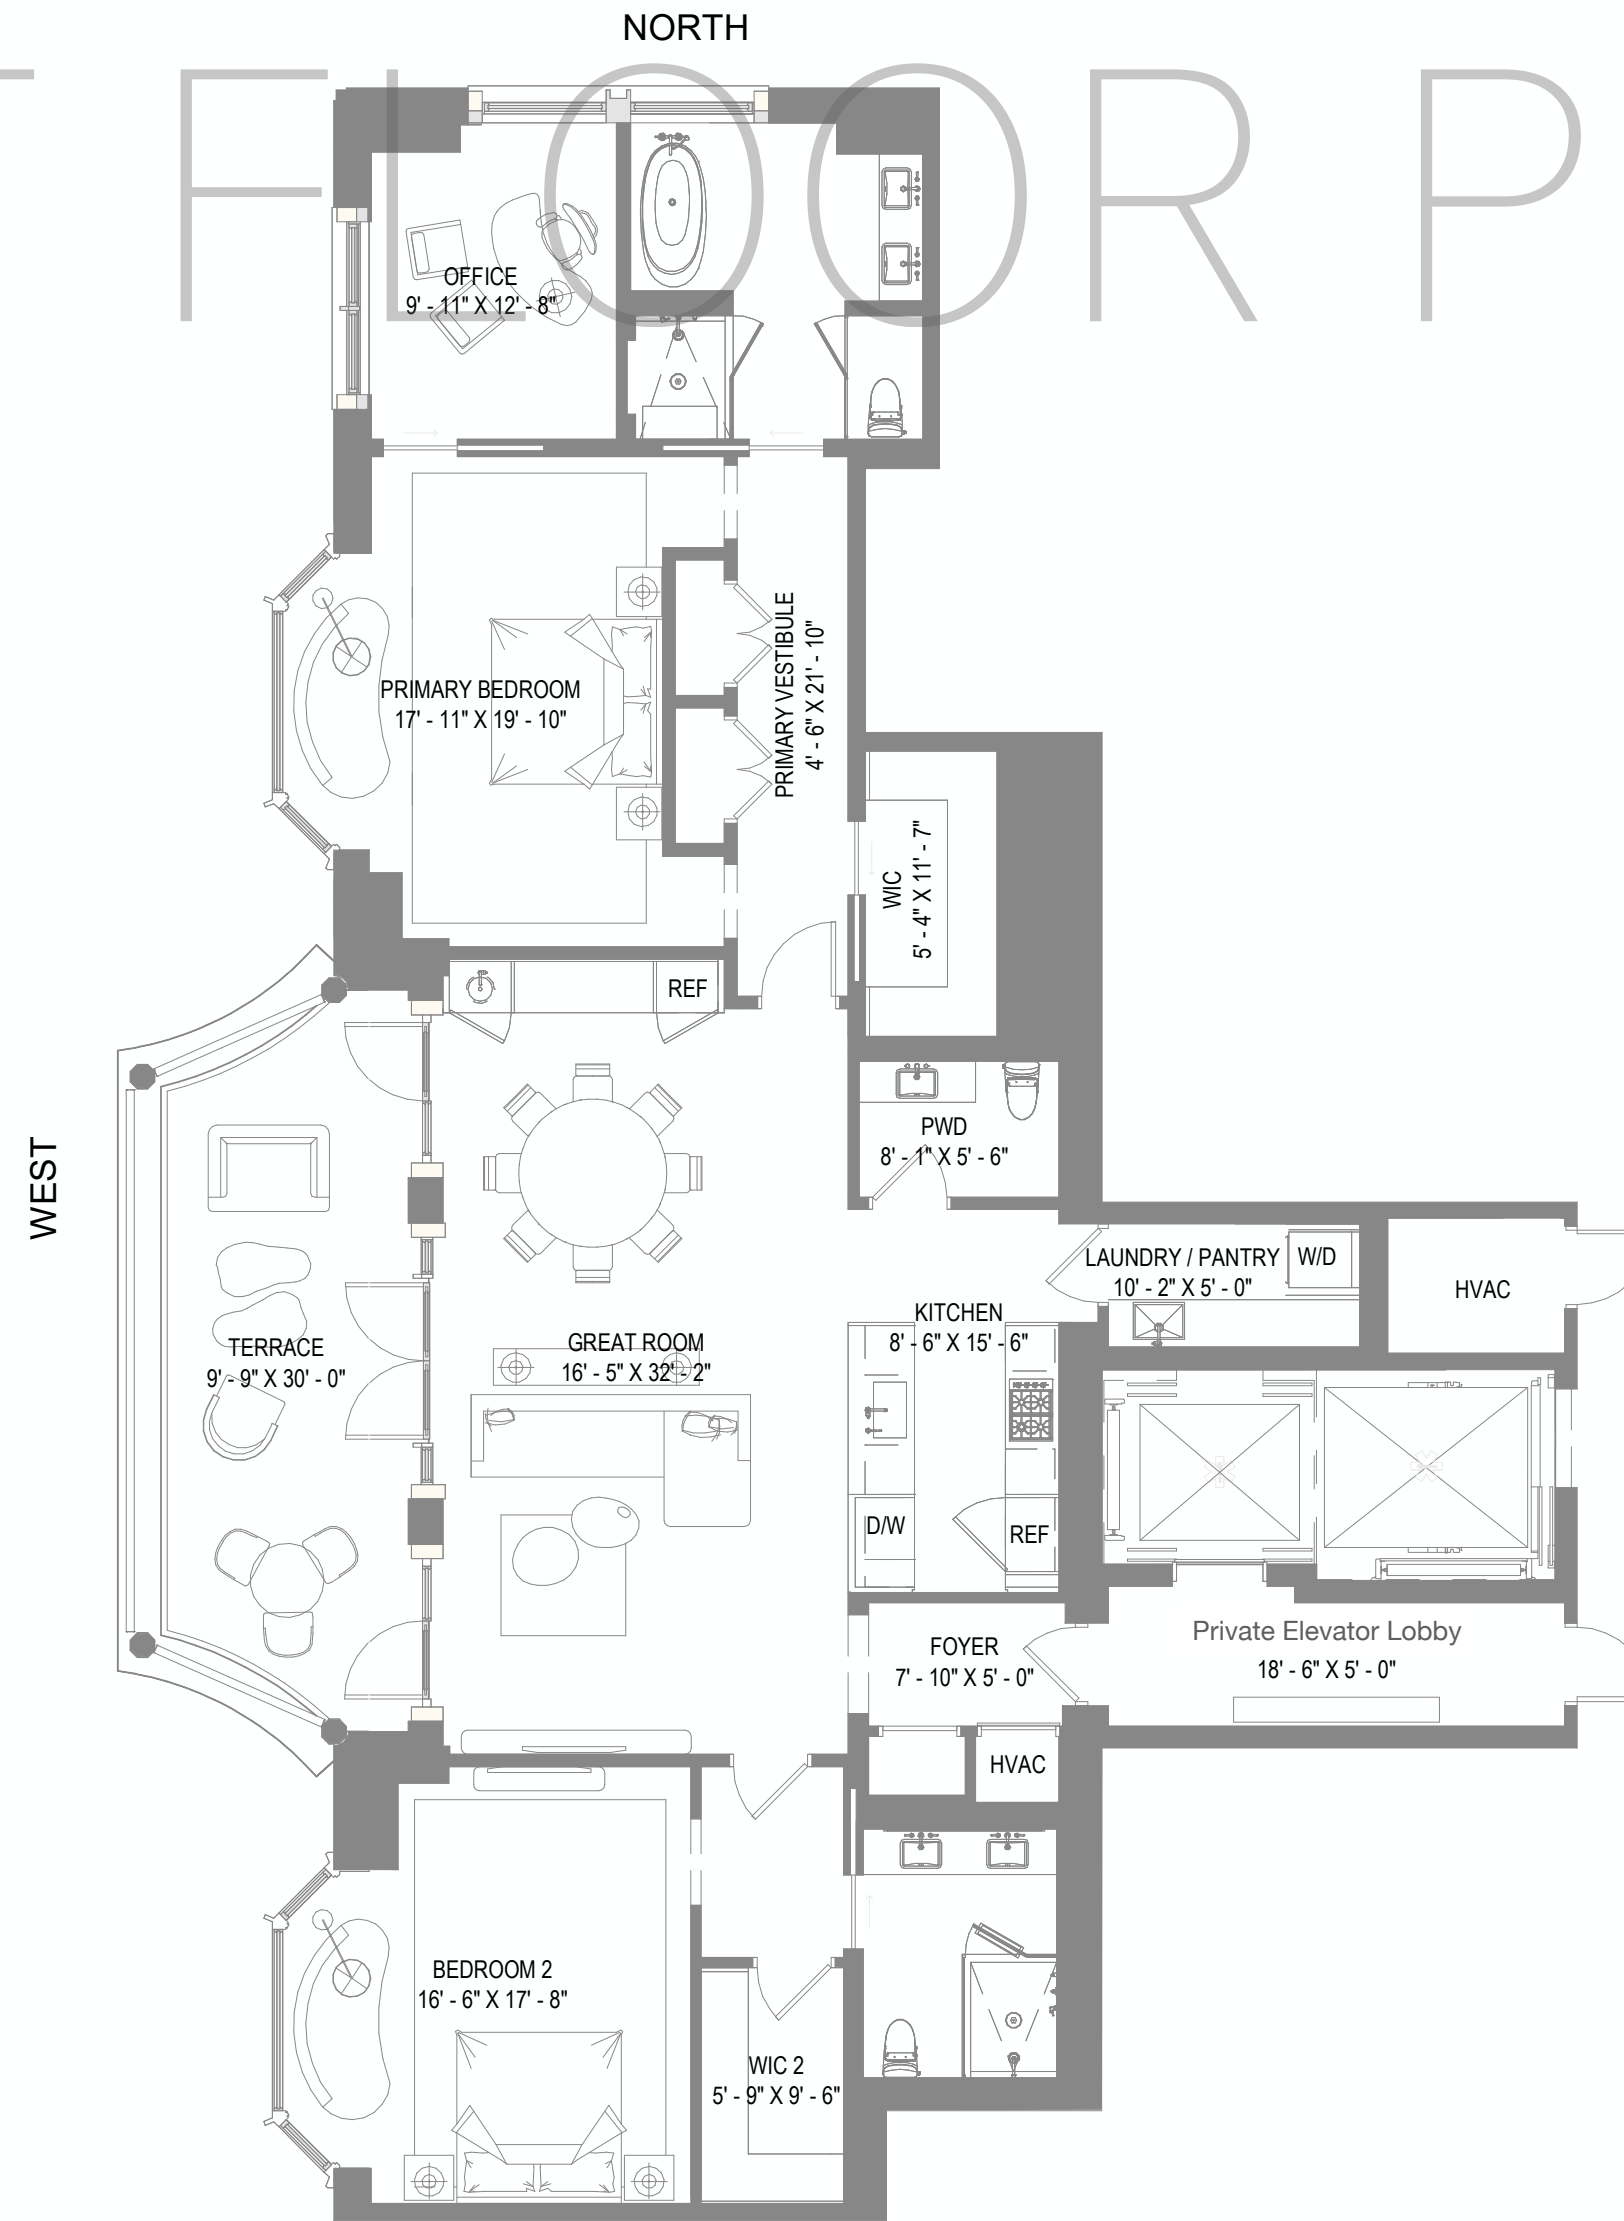 NORTH
T FLOOR P
OFFICE
9' - 11" X 12' - 8"
PRIMARY BEDROOM
17' - 11" X 19' - 10"
PRIMARY VESTIBULE
4' - 6" X 21' - 10"
WIC
5' - 4" X 11' - 7"
REF
PWD
8' - 1" X 5' - 6"
WEST
LAUNDRY / PANTRY
10' - 2" X 5' - 0"
W/D
HVAC
KITCHEN
8' - 6" X 15' - 6"
TERRACE
9' - 9" X 30' - 0"
GREAT ROOM
16' - 5" X 32' - 2"
D/W
REF
Private Elevator Lobby
18' - 6" X 5' - 0"
FOYER
7' - 10" X 5' - 0"
HVAC
BEDROOM 2
16' - 6" X 17' - 8"
WIC 2
5' - 9" X 9' - 6"